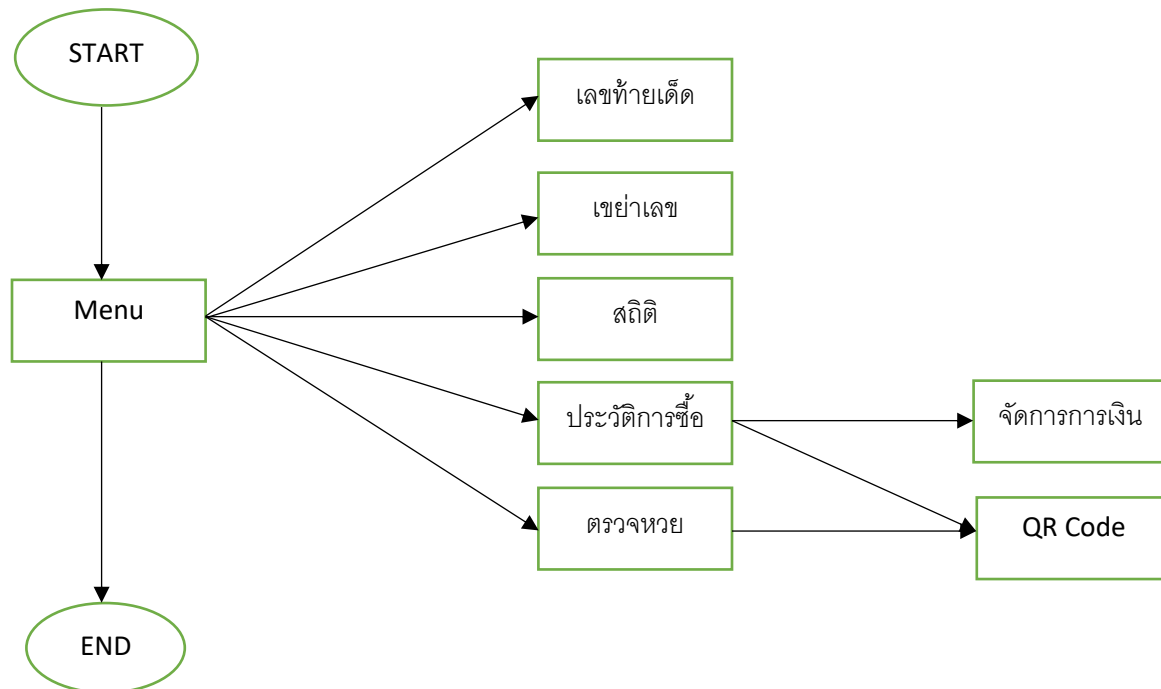 START
เลขท้ายเด็ด
เขย่าเลข
Menu
สถิติ
ประวัติการซื้อ
จัดการการเงิน
ตรวจหวย
QR Code
END